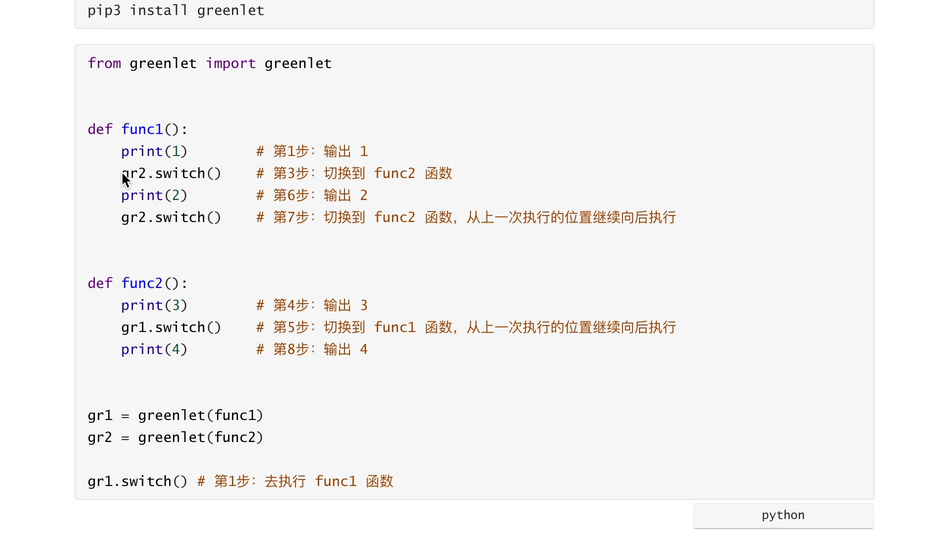 pip3 install greenlet
from greenlet import greenlet
def func1():
    print(1)        # 第1步：输出 1
    gr2.switch()    # 第3步：切换到 func2 函数
    print(2)        # 第6步：输出 2
    gr2.switch()    # 第7步：切换到 func2 函数，从上一次执行的位置继续向后执行
def func2():
    print(3)        # 第4步：输出 3
    gr1.switch()    # 第5步：切换到 func1 函数，从上一次执行的位置继续向后执行
    print(4)        # 第8步：输出 4
gr1 = greenlet(func1)
gr2 = greenlet(func2)
gr1.switch() # 第1步：去执行 func1 函数
python